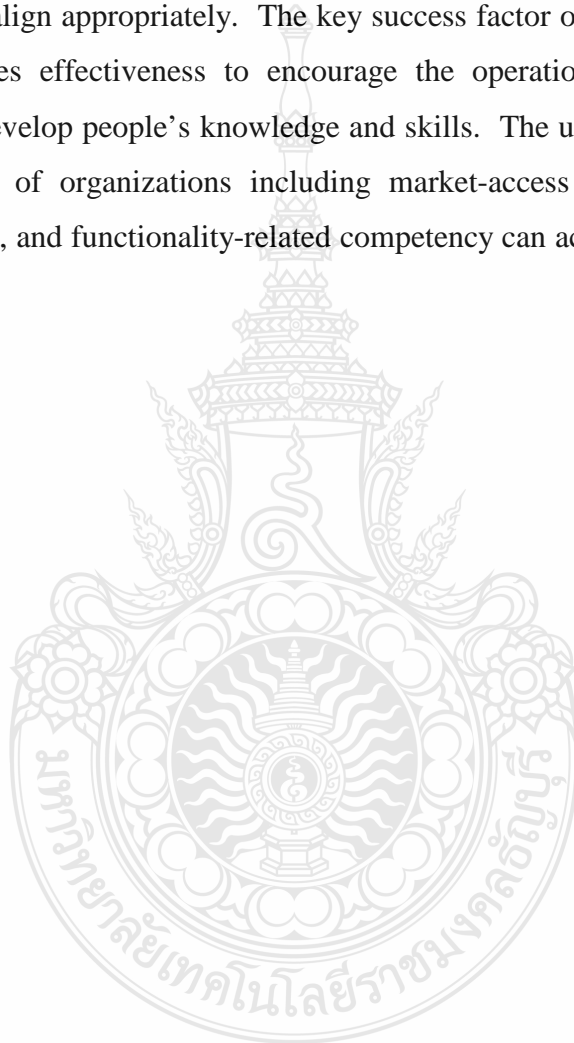 align appropriately. The key success factor o
es effectiveness to encourage the operatio
evelop people's knowledge and skills. The u
of organizations including market-access
, and functionality-related competency can ac
มหาวิทยาลัยเทคโนโลยีราชมงคลธัญบุรี